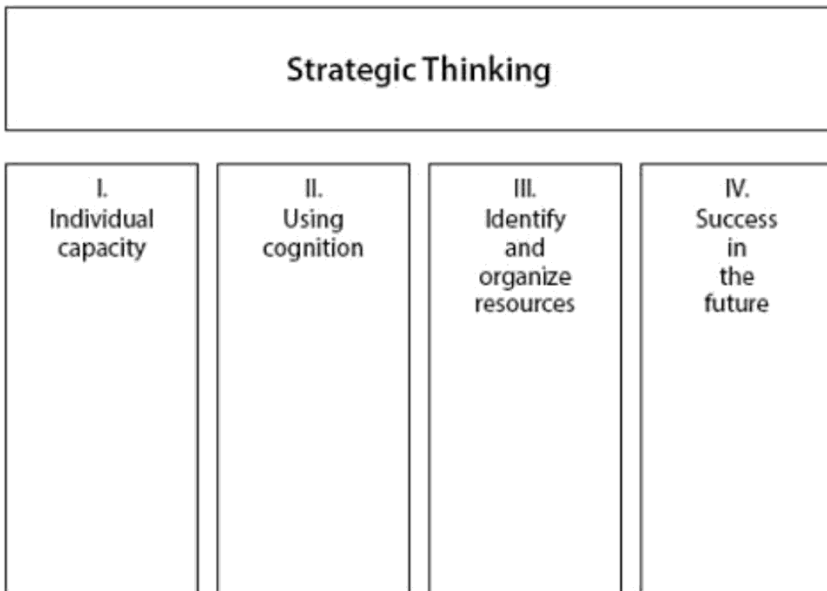 Strategic Thinking
I.
Individual
capacity
II.
Using
cognition
III.
Identify
and
organize
resources
IV.
Success
in
the
future